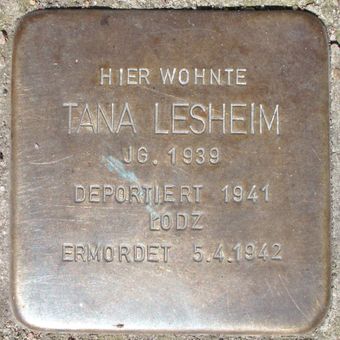 HIER WOHNTE
TANA LESHEIM
JG. 1939
DEPORTIERT 1941
LODZ
ERMORDET 5.4.1942